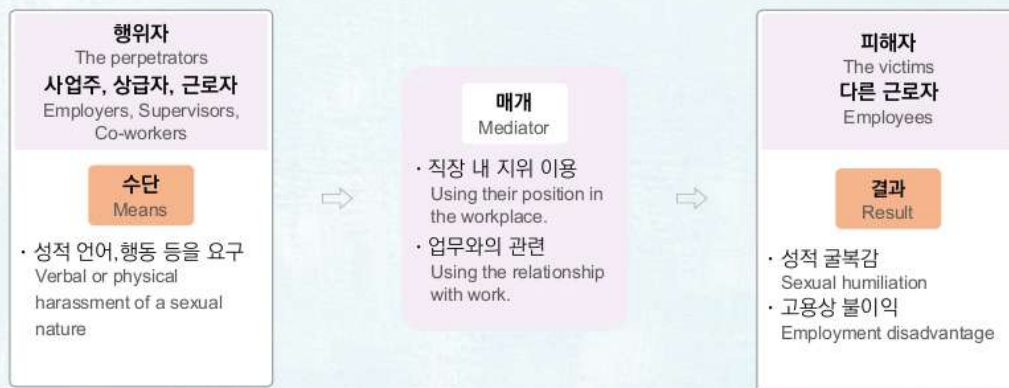 행위자
The perpetrators
사업주, 상급자, 근로자
Employers, Supervisors,
Co-workers
수단
Means
· 성적 언어,행동 등을 요구
Verbal or physical
harassment of a sexual
nature
매개
Mediator
· 직장 내 지위 이용
Using their position in
the workplace.
· 업무와의 관련
Using the relationship
with work.
피해자
The victims
다른 근로자
Employees
결과
Result
· 성적 굴복감
Sexual humiliation
· 고용상 불이익
Employment disadvantage